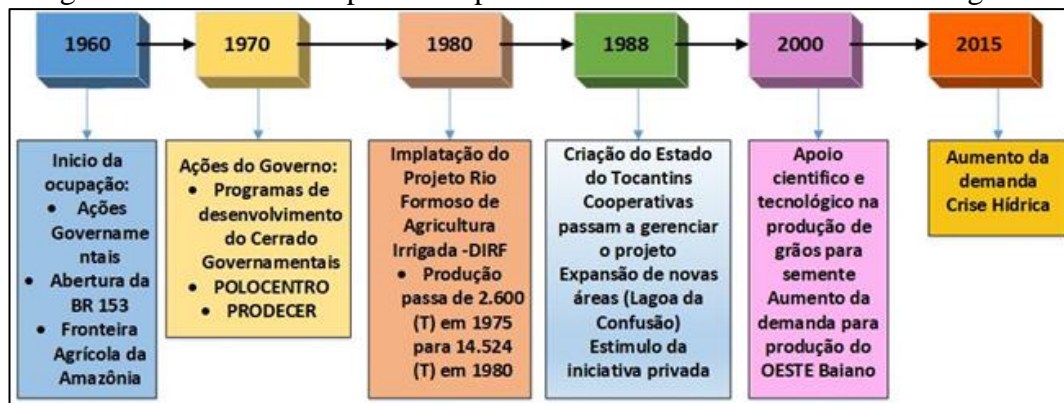 1960
1970
1980
1988
2000
2015
Inicio da
ocupação:
• Ações
Govername
ntais
• Abertura da
BR 153
• Fronteira
Agrícola da
Amazônia
Ações do Governo:
• Programas de
desenvolvimento
do Cerrado
Governamentais
• POLOCENTRO
• PRODECER
Implatação do
Projeto Rio
Formoso de
Agricultura
Irrigada -DIRF
• Produção
passa de 2.600
(T) em 1975
para 14.524
(T) em 1980
Criação do Estado
do Tocantins
Cooperativas
passam a gerenciar
o projeto
Expansão de novas
áreas (Lagoa da
Confusão)
Estimulo da
iniciativa privada
Apoio
cientifico e
tecnológico na
produção de
grãos para
semente
Aumento da
demanda para
produção do
OESTE Baiano
Aumento da
demanda
Crise Hídrica